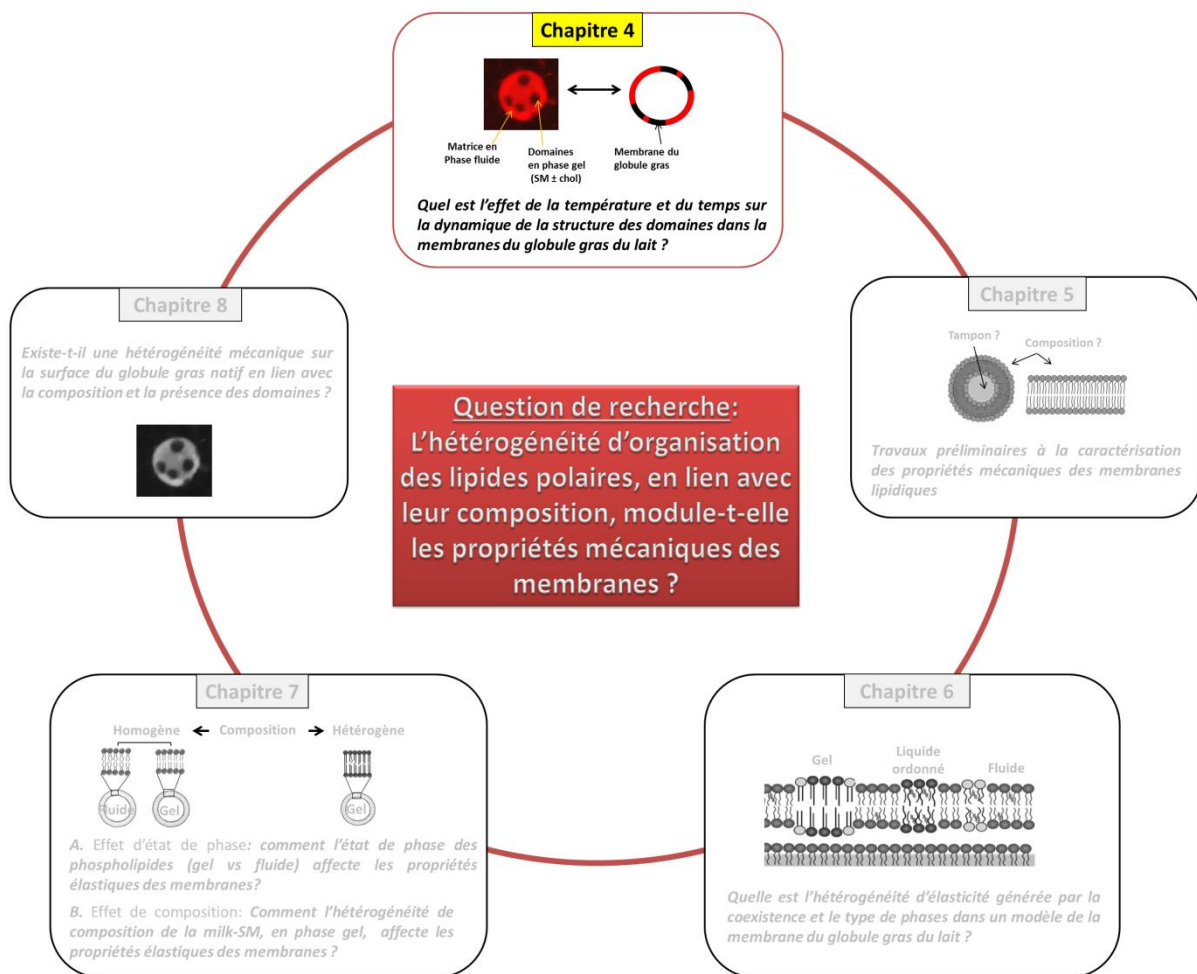 Chapitre 4
Matrice en
Phase fluide
Domaines
en phase gel
(SM ± chol)
Membrane du
globule gras
Quel est l'effet de la température et du temps sur
la dynamique de la structure des domaines dans la
membranes du globule gras du lait ?
Chapitre 8
Existe-t-il une hétérogénéité mécanique sur
la surface du globule gras natif en lien avec
la composition et la présence des domaines ?
Chapitre 5
Tampon ?
Composition ?
Travaux préliminaires à la caractérisation
des propriétés mécaniques des membranes
lipidiques
Question de recherche:
L'hétérogénéité d'organisation
des lipides polaires, en lien avec
leur composition, module-t-elle
les propriétés mécaniques des
membranes ?
Chapitre 7
Homogène
Composition
Hétérogène
Fluide
Gel
Gel
A. Effet d'état de phase: comment l'état de phase des
phospholipides (gel vs fluide) affecte les propriétés
élastiques des membranes?
B. Effet de composition: Comment l'hétérogénéité de
composition de la milk-SM, en phase gel, affecte les
propriétés élastiques des membranes ?
Chapitre 6
Gel
Liquide
ordonné
Fluide
Quelle est l'hétérogénéité d'élasticité générée par la
coexistence et le type de phases dans un modèle de la
membrane du globule gras du lait ?